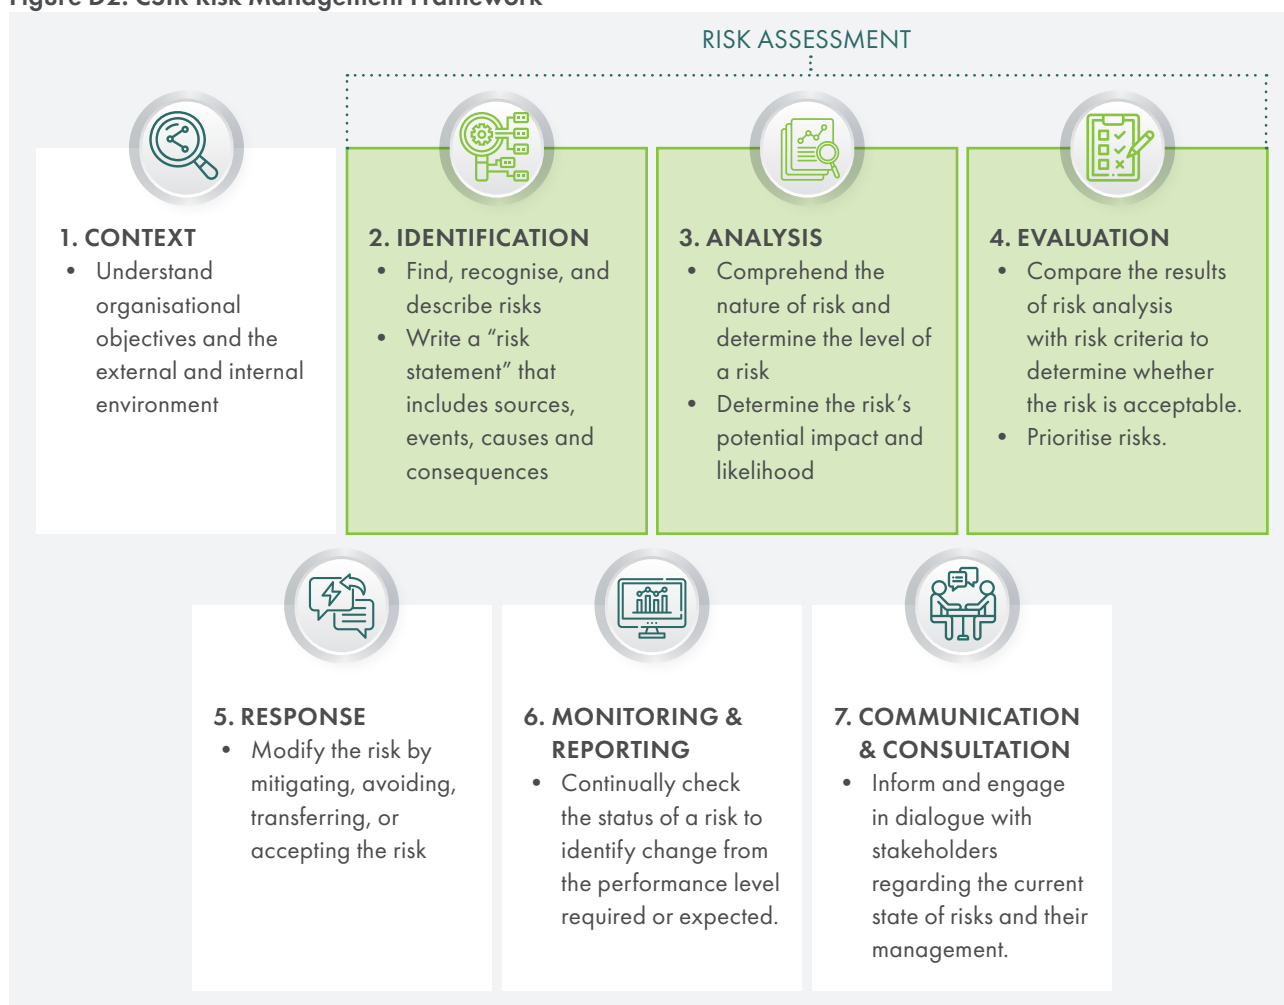 Figure D2: CSIR Risk Management Framework
RISK ASSESSMENT
1. CONTEXT
• Understand
organisational
objectives and the
external and internal
environment
2. IDENTIFICATION
• Find, recognise, and
describe risks
• Write a “risk
statement” that
includes sources,
events, causes and
consequences
3. ANALYSIS
• Comprehend the
nature of risk and
determine the level of
a risk
• Determine the risk’s
potential impact and
likelihood
4. EVALUATION
• Compare the results
of risk analysis
with risk criteria to
determine whether
the risk is acceptable.
• Prioritise risks.
5. RESPONSE
• Modify the risk by
mitigating, avoiding,
transferring, or
accepting the risk
6. MONITORING &
REPORTING
• Continually check
the status of a risk to
identify change from
the performance level
required or expected.
7. COMMUNICATION
& CONSULTATION
• Inform and engage
in dialogue with
stakeholders
regarding the current
state of risks and their
management.